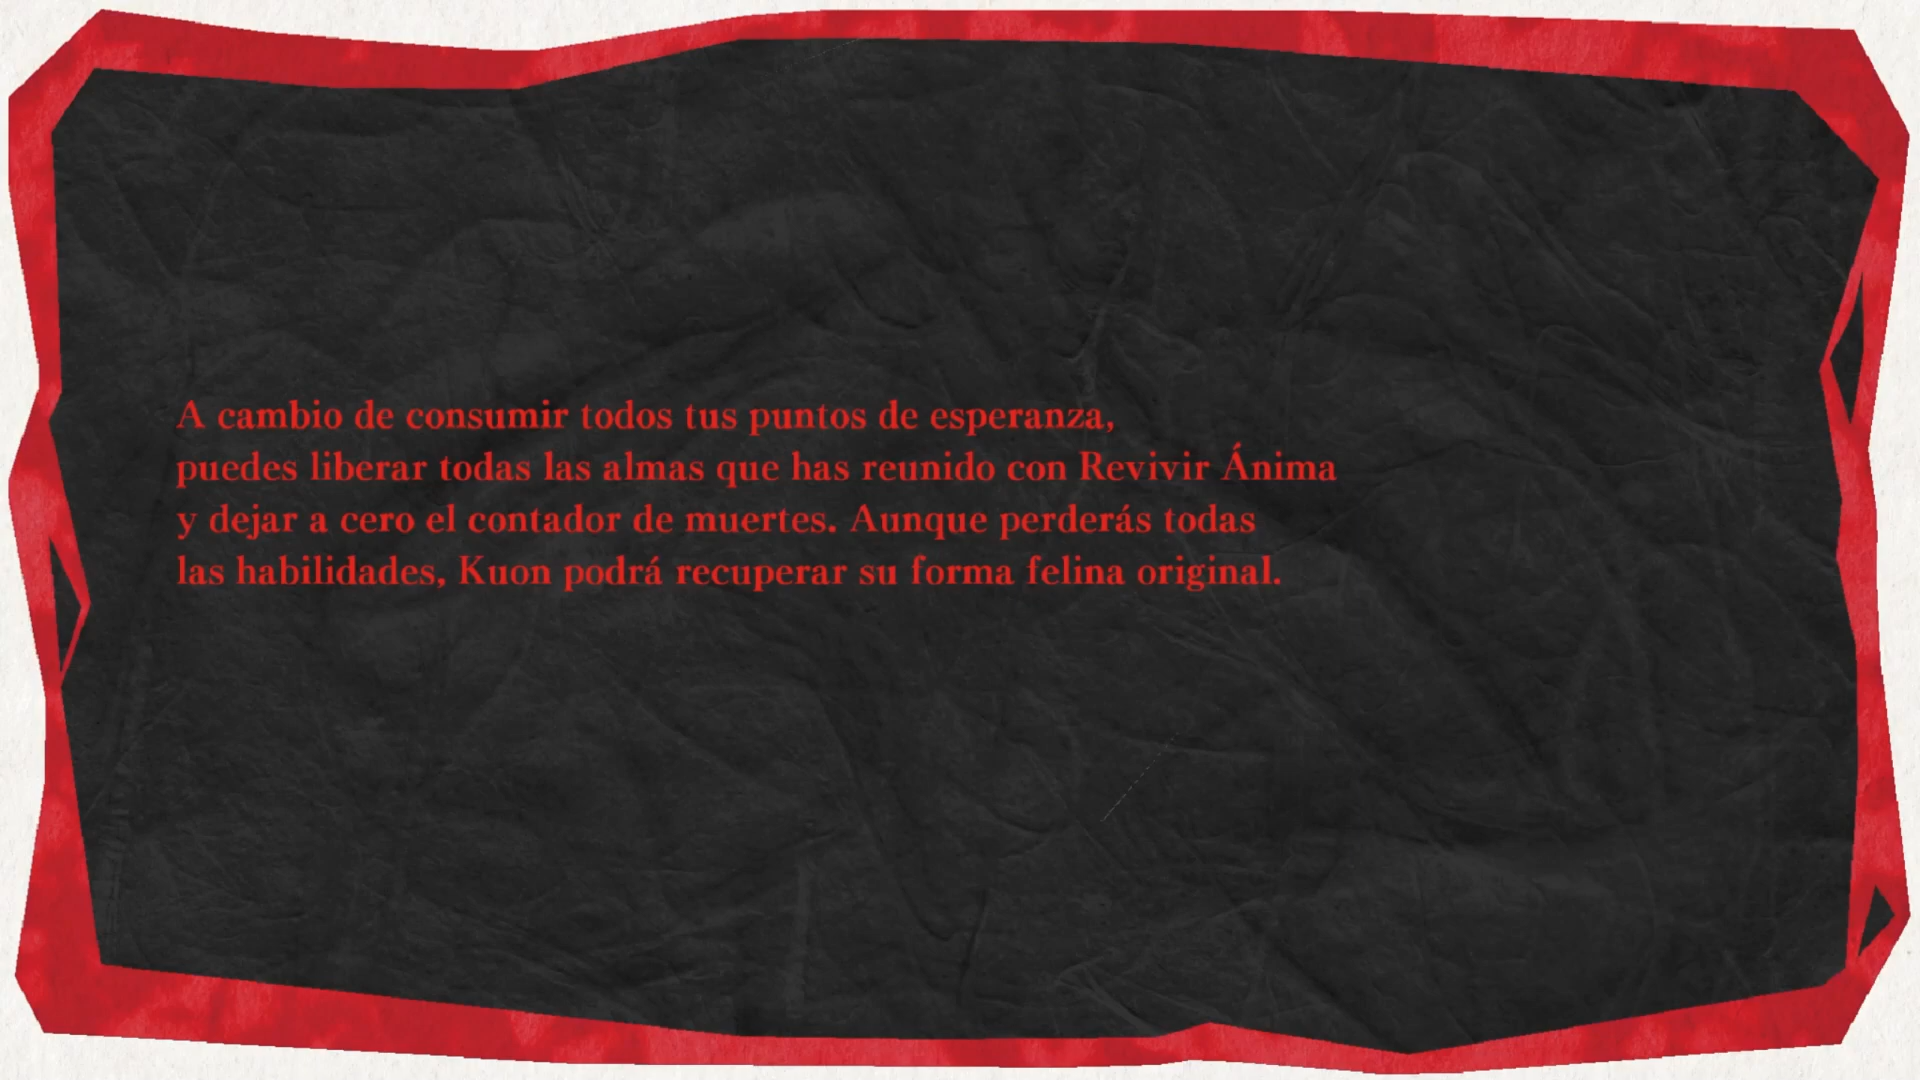 A cambio de consumir todos tus puntos de esperanza,
puedes liberar todas las almas que has reunido con Revivir Ánima
y dejar a cero el contador de muertes. Aunque perderás todas
las habilidades, Kuon podrá recuperar su forma felina original.